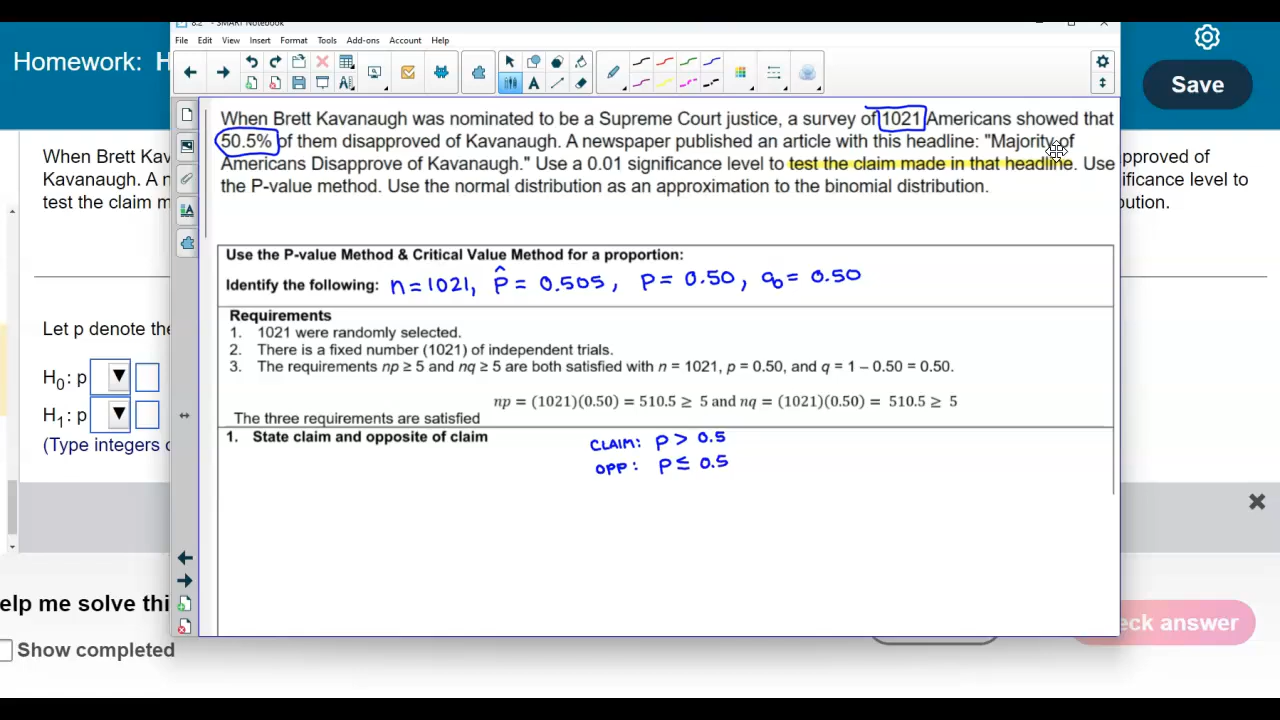 Homework: H
Save
8.2 - SMART Notebook
File Edit View Insert Format Tools Add-ons Account Help
When Brett Kavanaugh was nominated to be a Supreme Court justice, a survey of 1021 Americans showed that
50.5% of them disapproved of Kavanaugh. A newspaper published an article with this headline: "Majority of
Americans Disapprove of Kavanaugh." Use a 0.01 significance level to test the claim made in that headline. Use
the P-value method. Use the normal distribution as an approximation to the binomial distribution.
When Brett Kav
Kavanaugh. A n
test the claim m
pproved of
ificance level to
ution.
Use the P-value Method & Critical Value Method for a proportion:
Identify the following: n=1021, p̂ = 0.505, p = 0.50, q = 0.50
Requirements
1. 1021 were randomly selected.
2. There is a fixed number (1021) of independent trials.
3. The requirements np ≥ 5 and nq ≥ 5 are both satisfied with n = 1021, p = 0.50, and q = 1 – 0.50 = 0.50.
np = (1021)(0.50) = 510.5 ≥ 5 and nq = (1021)(0.50) = 510.5 ≥ 5
The three requirements are satisfied
1. State claim and opposite of claim
CLAIM: p > 0.5
OPP: p ≤ 0.5
Let p denote the
H0: p
H1: p
(Type integers o
elp me solve thi
Show completed
eck answer